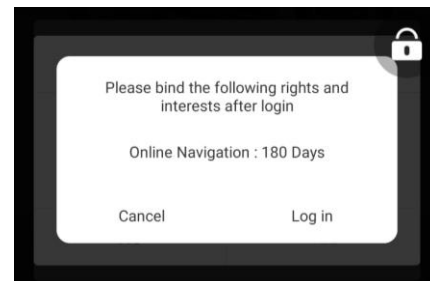 Please bind the following rights and
interests after login
Online Navigation : 180 Days
Cancel
Log in